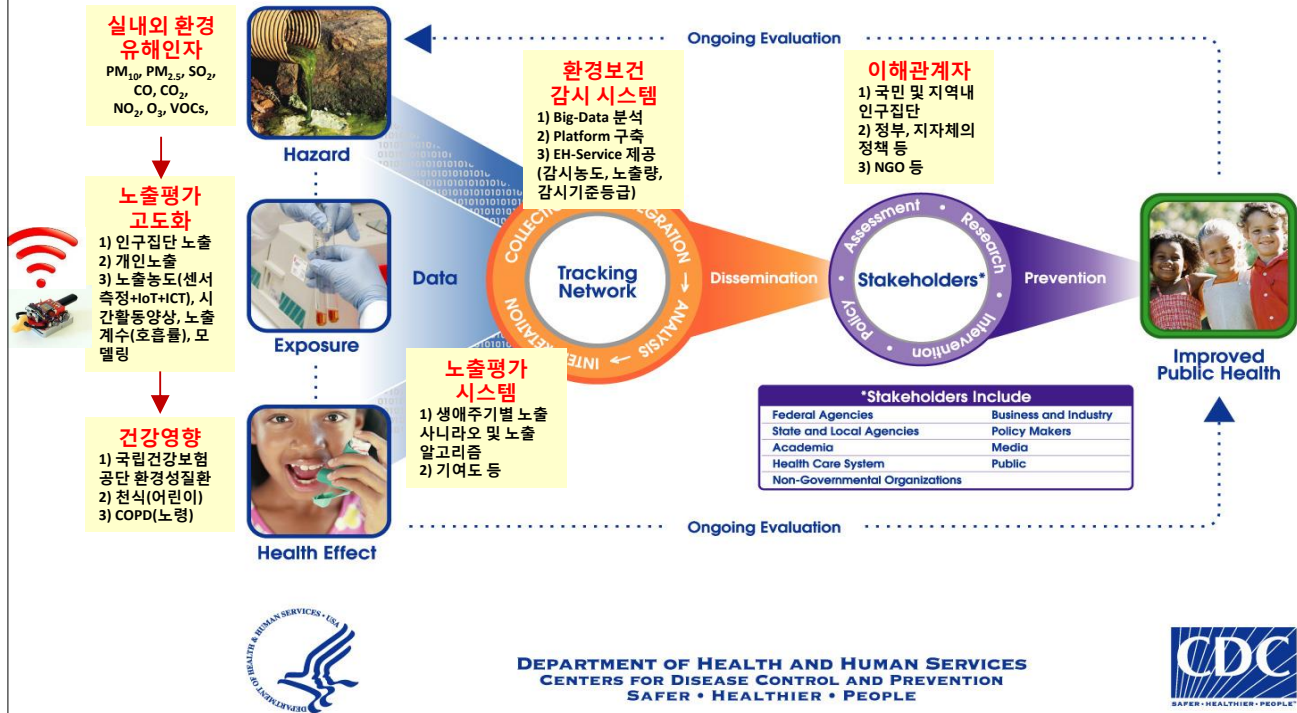 실내외 환경
유해인자
PM10, PM2.5, SO2,
CO, CO2,
NO2, O3, VOCs,
Hazard
노출평가
고도화
1) 인구집단 노출
2) 개인노출
3) 노출농도(센서
측정+IoT+ICT), 시
간활동양상, 노출
계수(호흡률), 모
델링
Exposure
건강영향
1) 국립건강보험
공단 환경성질환
2) 천식(어린이)
3) COPD(노령)
Health Effect
Data
환경보건
감시 시스템
1) Big-Data 분석
2) Platform 구축
3) EH-Service 제공
(감시농도, 노출량,
감시기준등급)
Tracking
Network
ANALYSIS
노출평가
시스템
1) 생애주기별 노출
사니라오 및 노출
알고리즘
2) 기여도 등
Dissemination
Ongoing Evaluation
이해관계자
1) 국민 및 지역내
인구집단
2) 정부, 지자체의
정책 등
3) NGO 등
Stakeholders*
Assessment • Research • Intervention • Policy •
Prevention
Improved
Public Health
*Stakeholders Include
Federal Agencies
State and Local Agencies
Academia
Health Care System
Non-Governmental Organizations
Business and Industry
Policy Makers
Media
Public
Ongoing Evaluation
DEPARTMENT OF HEALTH & HUMAN SERVICES • USA
DEPARTMENT OF HEALTH AND HUMAN SERVICES
CENTERS FOR DISEASE CONTROL AND PREVENTION
SAFER • HEALTHIER • PEOPLE
CDC
SAFER • HEALTHIER • PEOPLE™